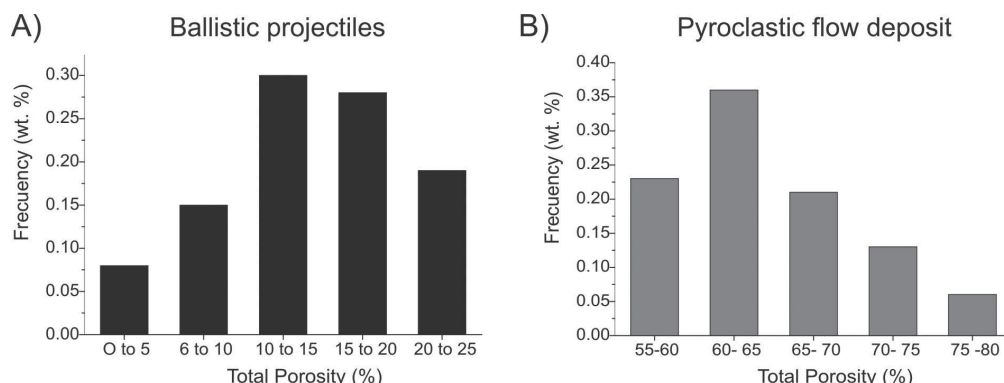 A) Ballistic projectiles
Frecuency (wt. %)
0.30
0.25
0.20
0.15
0.10
0.05
0.00
O to 5 6 to 10 10 to 15 15 to 20 20 to 25
Total Porosity (%)
B) Pyroclastic flow deposit
Frecuency (wt. %)
0.40
0.35
0.30
0.25
0.20
0.15
0.10
0.05
0.00
55-60 60- 65 65- 70 70- 75 75 -80
Total Porosity (%)